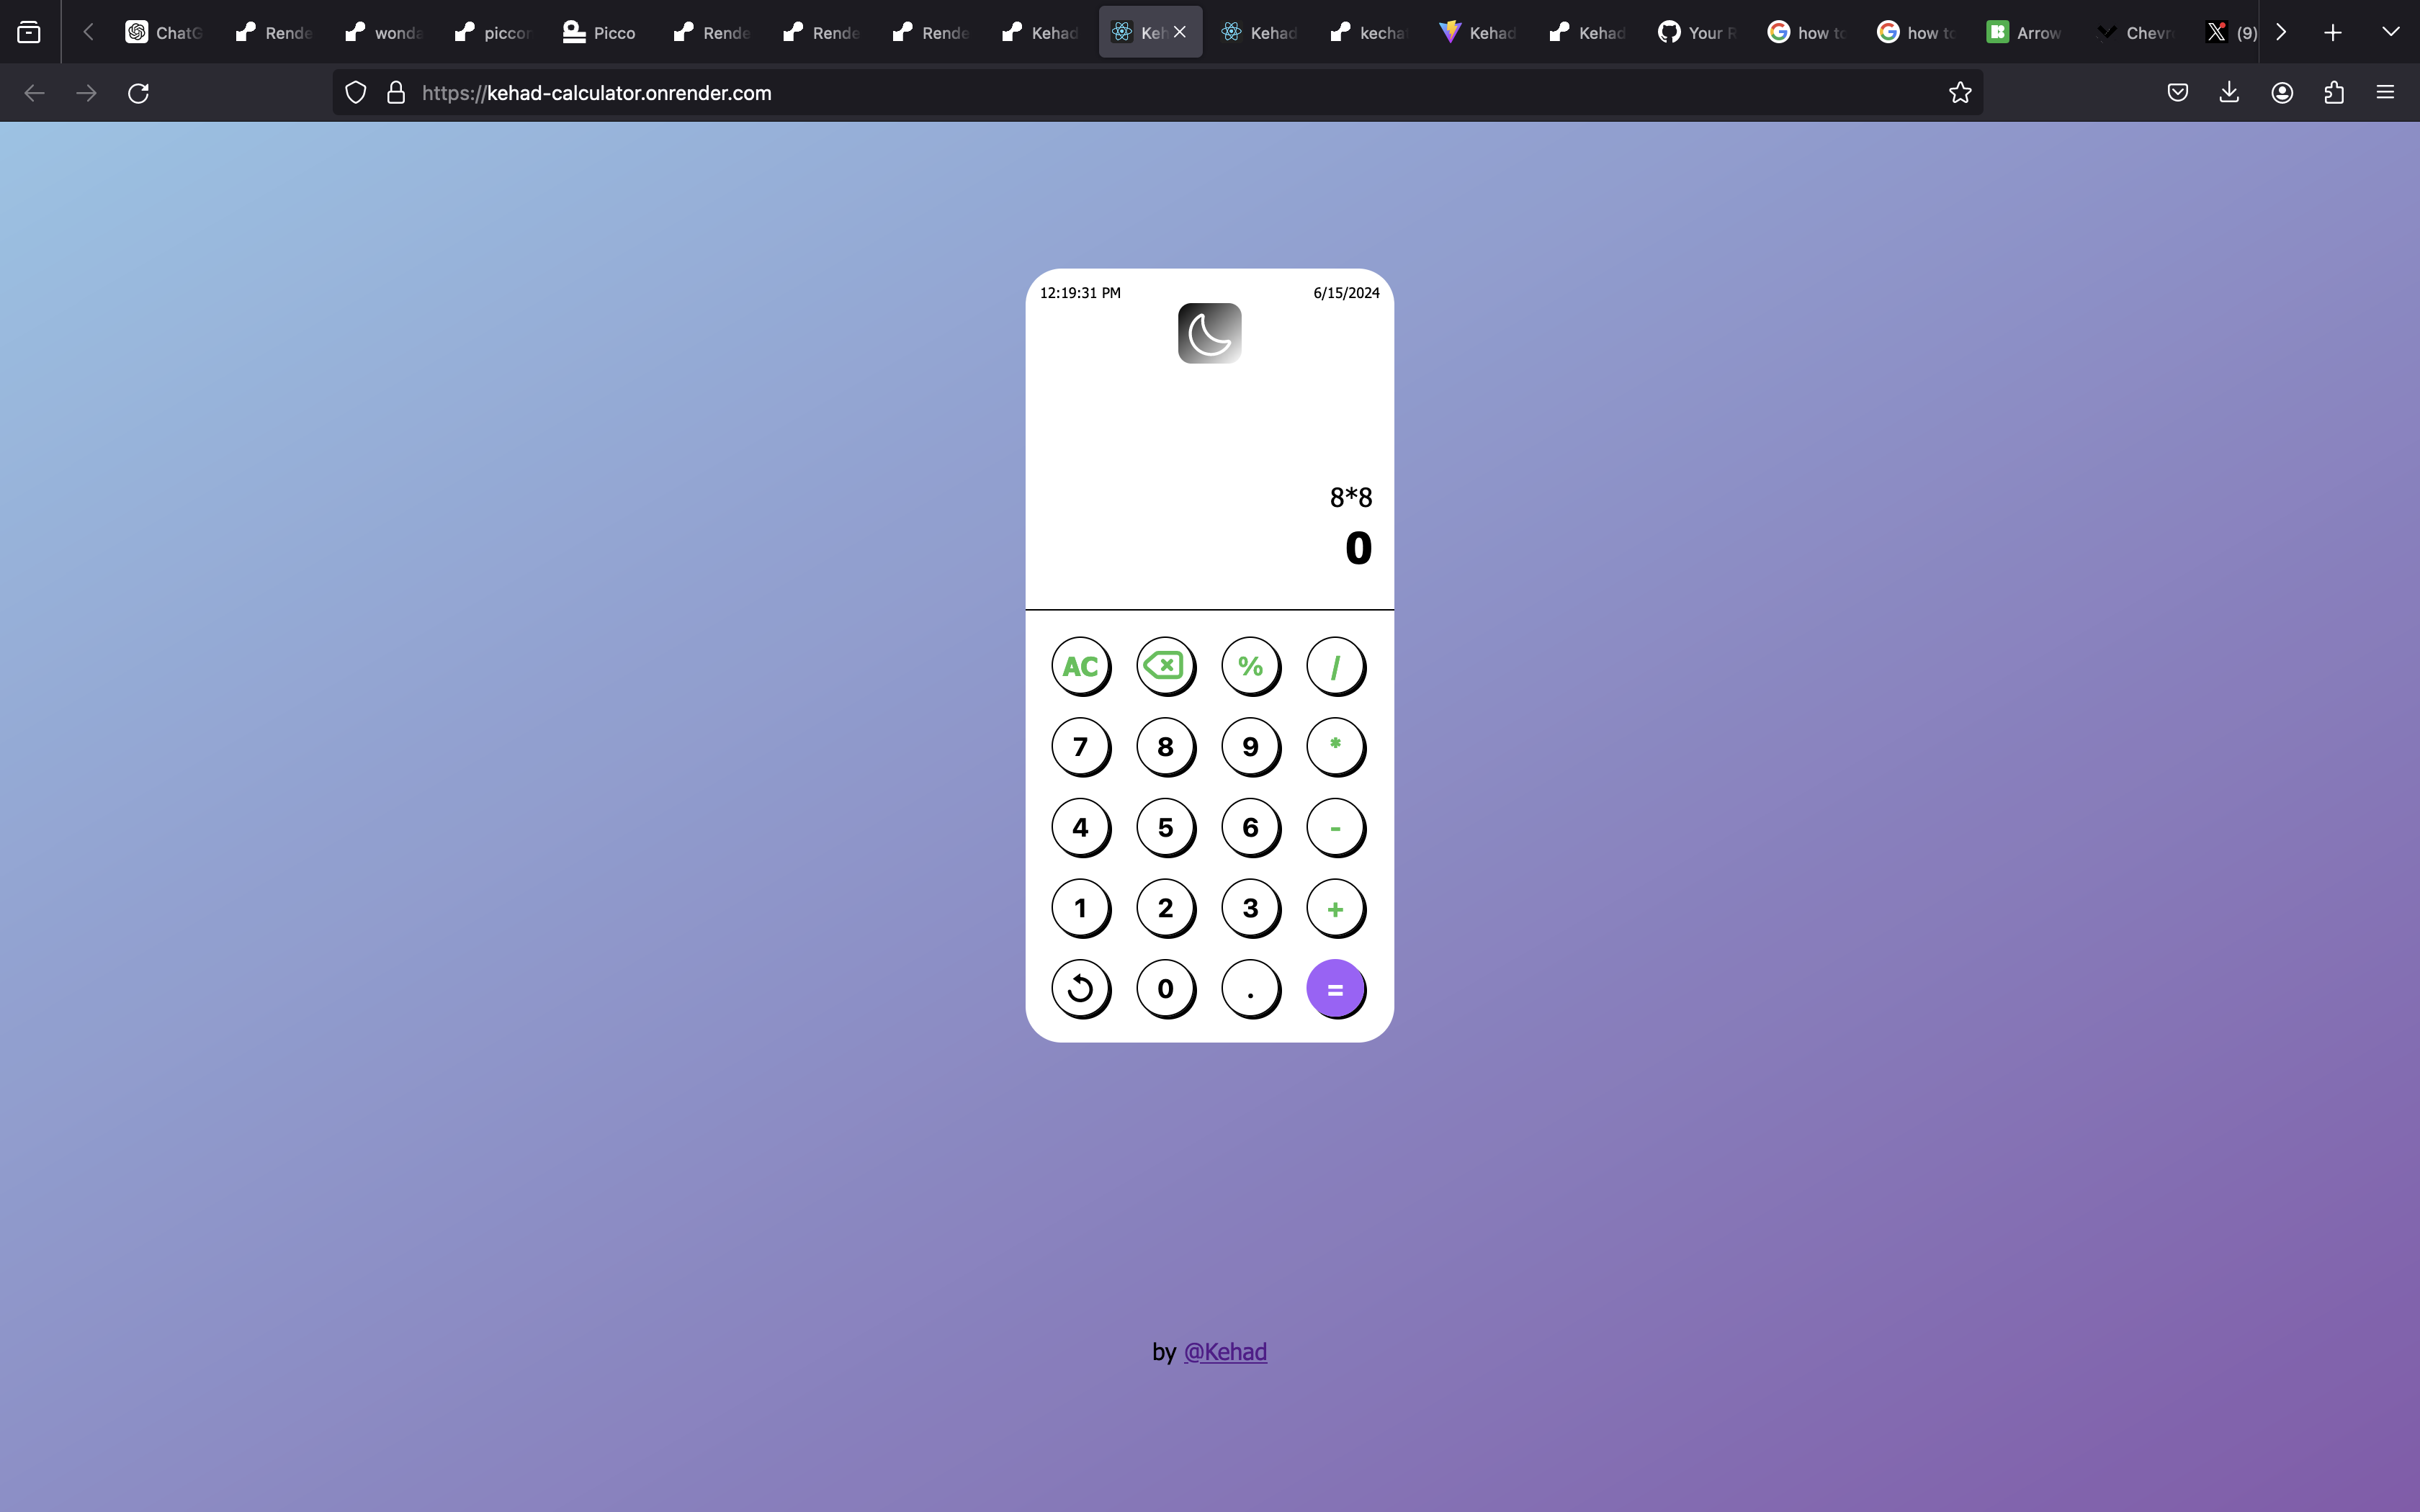 ChatG Rende wonda piccor Picco Rende Rende Rende Kehad Keh Kehad kecha Kehad Kehad Your R how to how to Arrow Chevr (9)
https://kehad-calculator.onrender.com
12:19:31 PM 6/15/2024
8*8
0
AC % /
7 8 9 *
4 5 6 -
1 2 3 +
0 . =
by @Kehad